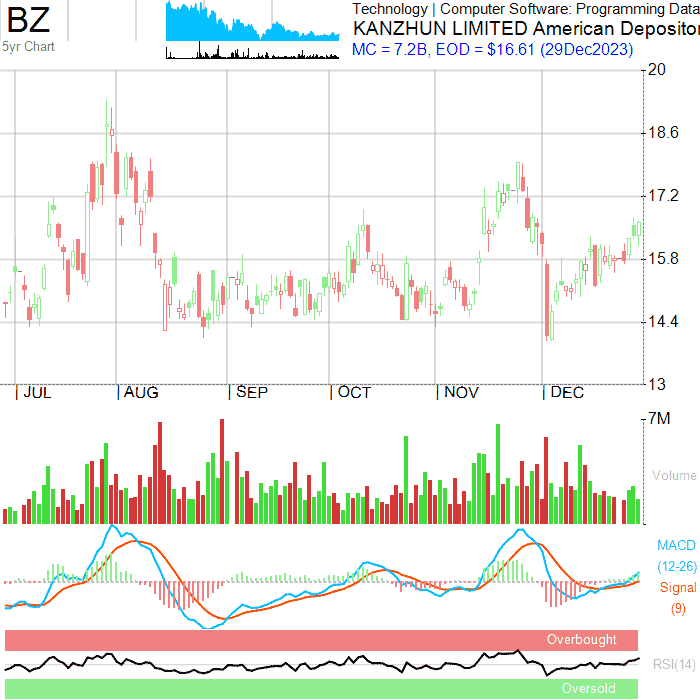 BZ
5yr Chart
Technology | Computer Software: Programming Data
KANZHUN LIMITED American Depositor
MC = 7.2B, EOD = $16.61 (29Dec2023)
20
18.6
17.2
15.8
14.4
13
| JUL | AUG | SEP | OCT | NOV | DEC
7M
Volume
MACD
(12-26)
Signal
(9)
Overbought
RSI(14)
Oversold